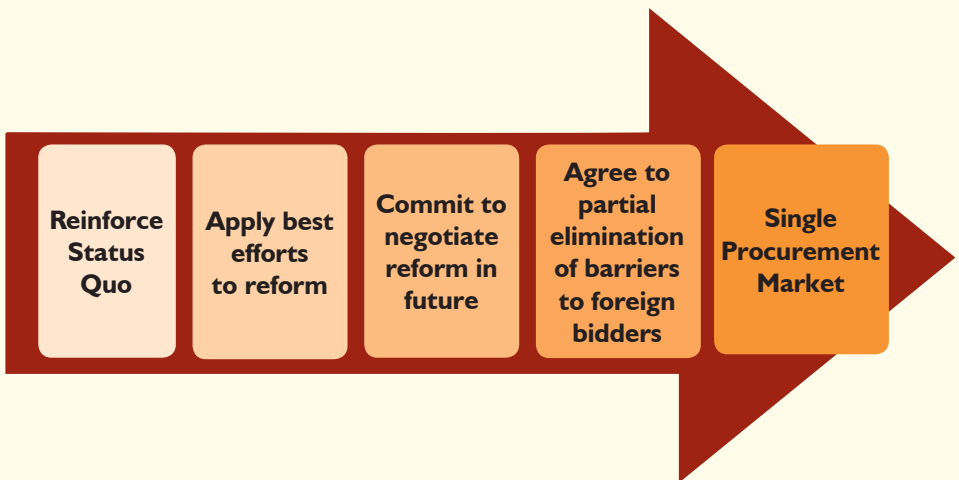 Reinforce
Status
Quo
Apply best
efforts
to reform
Commit to
negotiate
reform in
future
Agree to
partial
elimination
of barriers
to foreign
bidders
Single
Procurement
Market